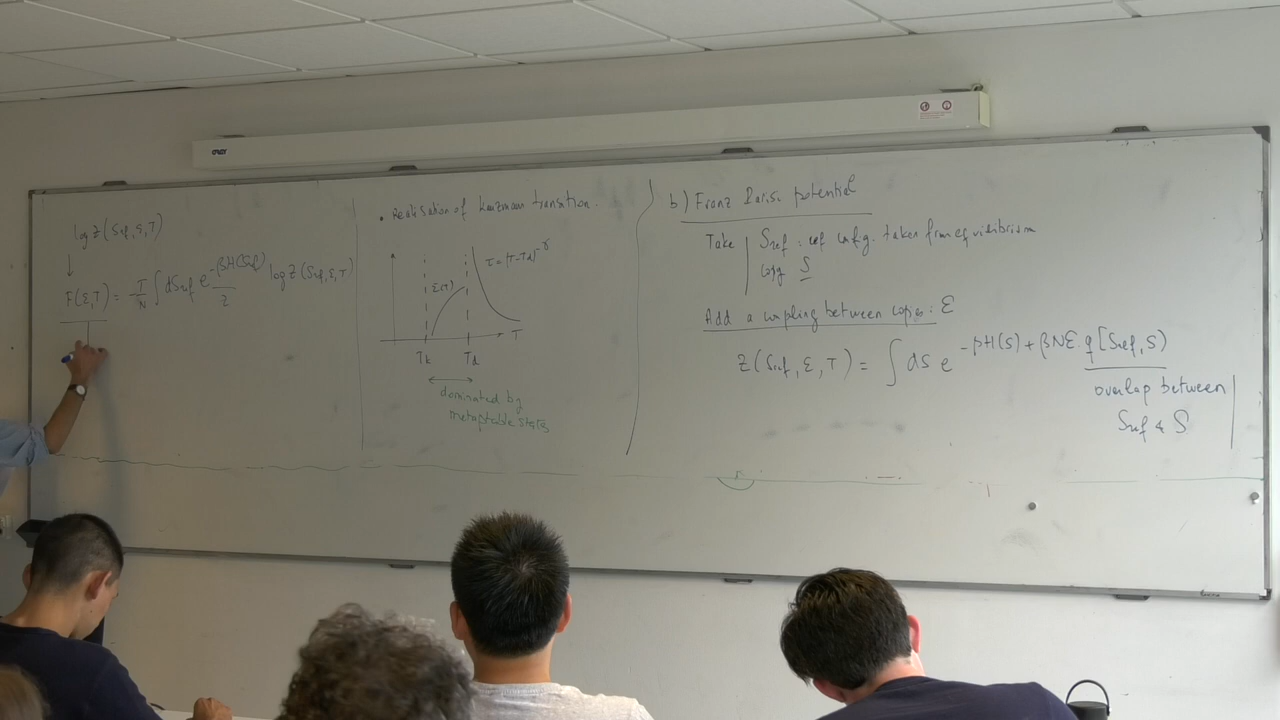 log Z(Sref, ε, T)
↓
F(ε,T) = -T/N ∫ dSref e^{-βH(Sref)}/Z log Z(Sref, ε, T)
• Realisation of Kauzmann transition.
τ = |T-Td|^{-γ}
Σ(T)
T
Tk Td
dominated by
metastable states
b) Franz Parisi potential
Take | Sref : ref config. taken from equilibrium
config S
Add a coupling between copies : ε
Z(Sref, ε, T) = ∫ dS e^{-βH(S) + βNε q[Sref, S)}
overlap between
Sref & S